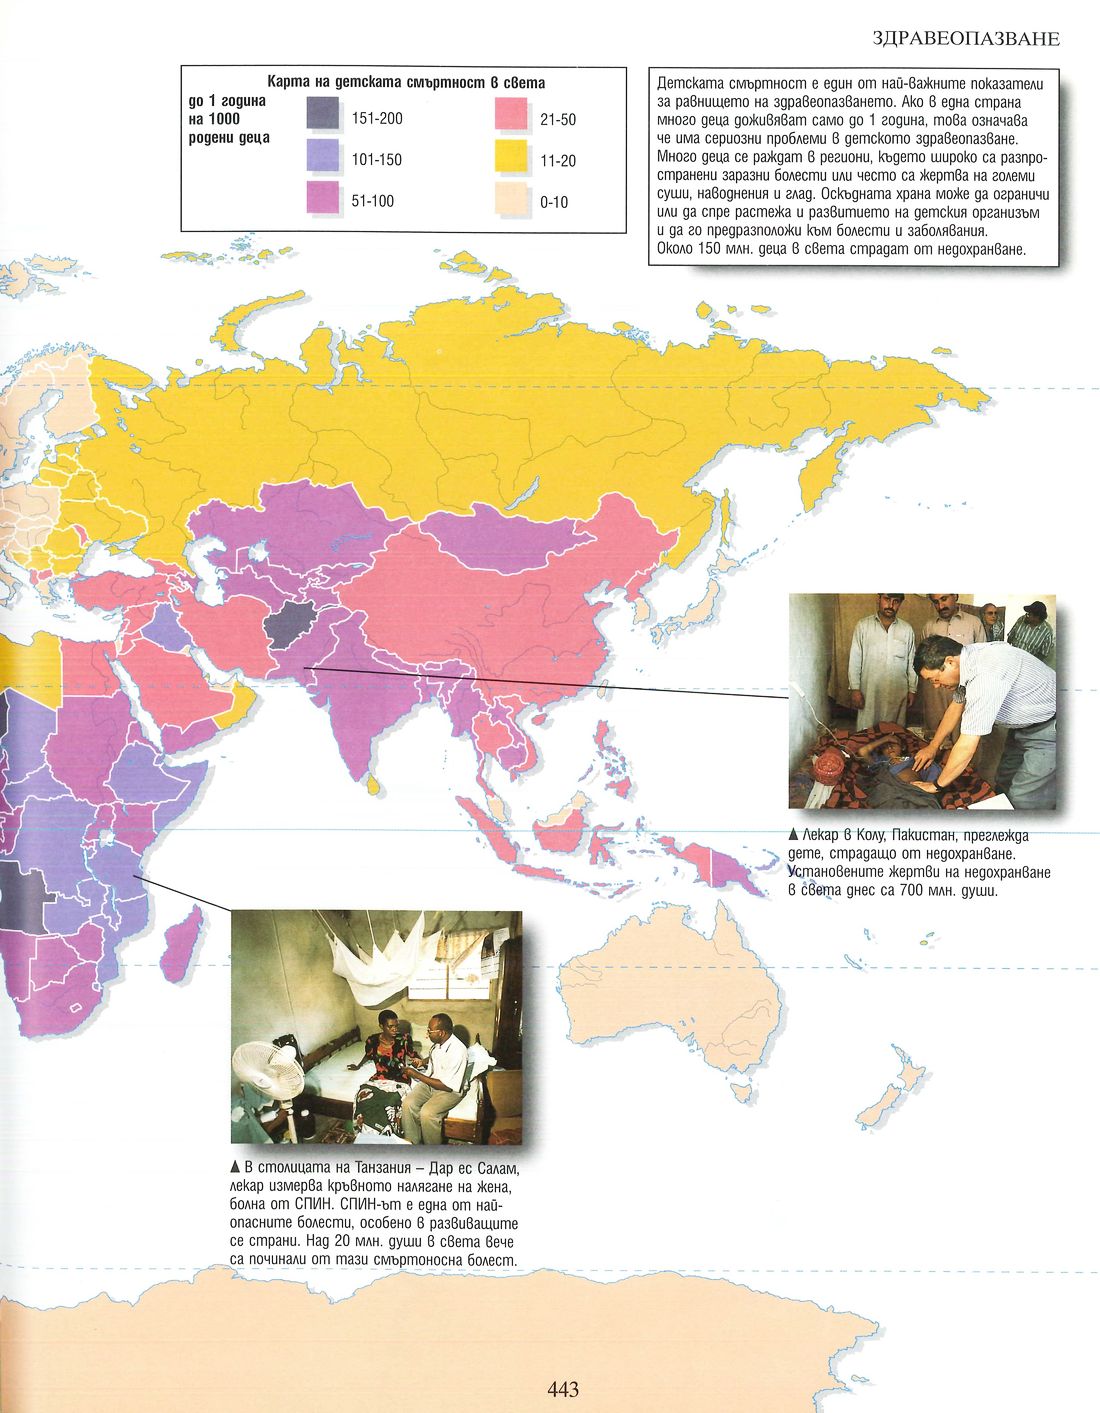 ЗДРАВЕОПАЗВАНЕ
Карта на детската смъртност в света
до 1 година
на 1000
родени деца
151-200
101-150
51-100
21-50
11-20
0-10
Детската смъртност е един от най-важните показатели
за равнището на здравеопазването. Ако в една страна
много деца доживяват само до 1 година, това означава
че има сериозни проблеми в детското здравеопазване.
Много деца се раждат в региони, където широко са разпро-
странени заразни болести или често са жертва на големи
суши, наводнения и глад. Оскъдната храна може да ограничи
или да спре растежа и развитието на детския организъм
и да го предразположи към болести и заболявания.
Около 150 млн. деца в света страдат от недохранване.
▲ Лекар в Колу, Пакистан, преглежда
дете, страдащо от недохранване.
Установените жертви на недохранване
в света днес са 700 млн. души.
▲ В столицата на Танзания – Дар ес Салам,
лекар измерва кръвното налягане на жена,
болна от СПИН. СПИН-ът е една от най-
опасните болести, особено в развиващите
се страни. Над 20 млн. души в света вече
са починали от тази смъртоносна болест.
443